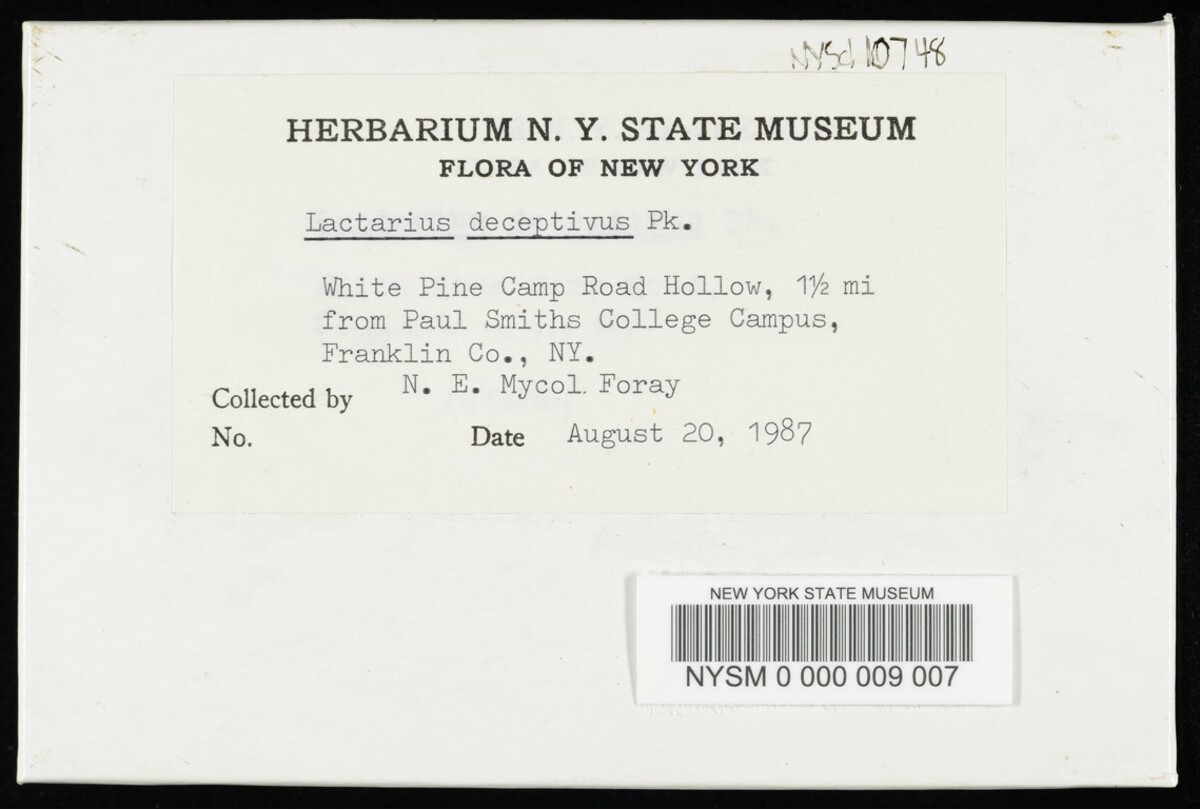 NYSd 10748
HERBARIUM N. Y. STATE MUSEUM
FLORA OF NEW YORK
Lactarius deceptivus Pk.
White Pine Camp Road Hollow, 1½ mi
from Paul Smiths College Campus,
Franklin Co., NY.
N. E. Mycol. Foray
Collected by
No. Date August 20, 1987
NEW YORK STATE MUSEUM
NYSM 0 000 009 007